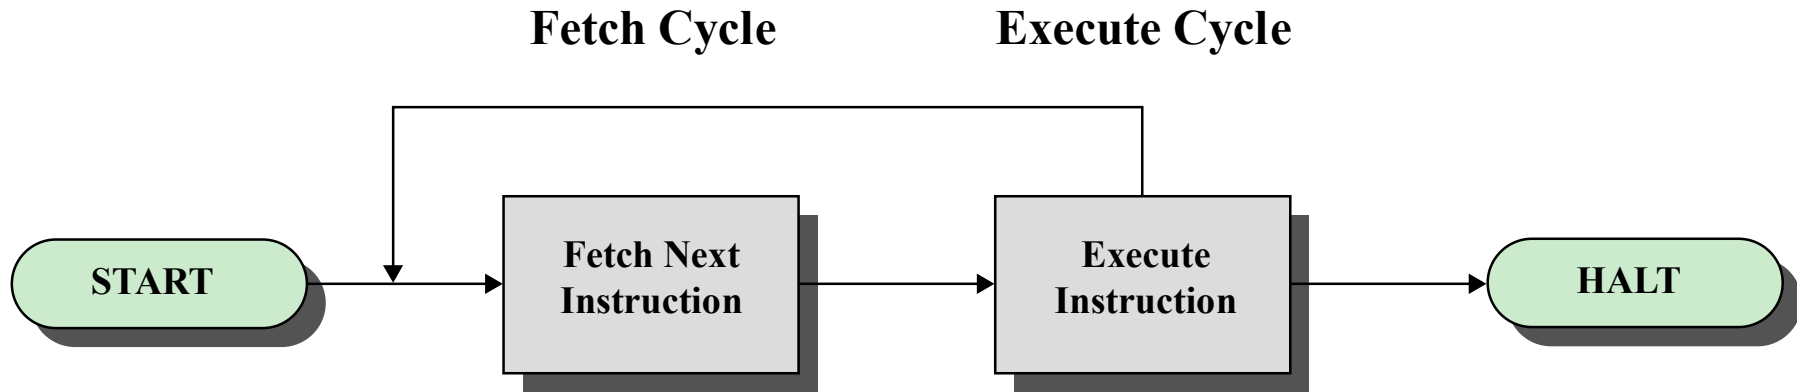 Fetch Cycle
Execute Cycle
START
Fetch Next
Instruction
Execute
Instruction
HALT